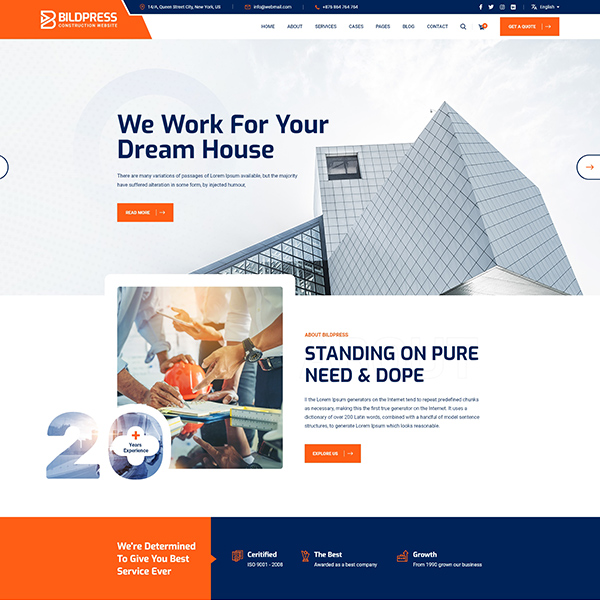 BILDPRESS
CONSTRUCTION WEBSITE
14/A, Queen Street City, New York, US
info@webmail.com
+876 864 764 764
English
HOME ABOUT SERVICES CASES PAGES BLOG CONTACT
GET A QUOTE
We Work For Your
Dream House
There are many variations of passages of Lorem Ipsum available, but the majority
have suffered alteration in some form, by injected humour,
READ MORE
ABOUT BILDPRESS
STANDING ON PURE
NEED & DOPE
ll the Lorem Ipsum generators on the Internet tend to repeat predefined chunks
as necessary, making this the first true generator on the Internet. It uses a
dictionary of over 200 Latin words, combined with a handful of model sentence
structures, to generate Lorem Ipsum which looks reasonable.
EXPLORE US
20
+
Years
Experience
We're Determined
To Give You Best
Service Ever
Ceritified
ISO 9001 - 2008
The Best
Awarded as a best company
Growth
From 1990 grown our business